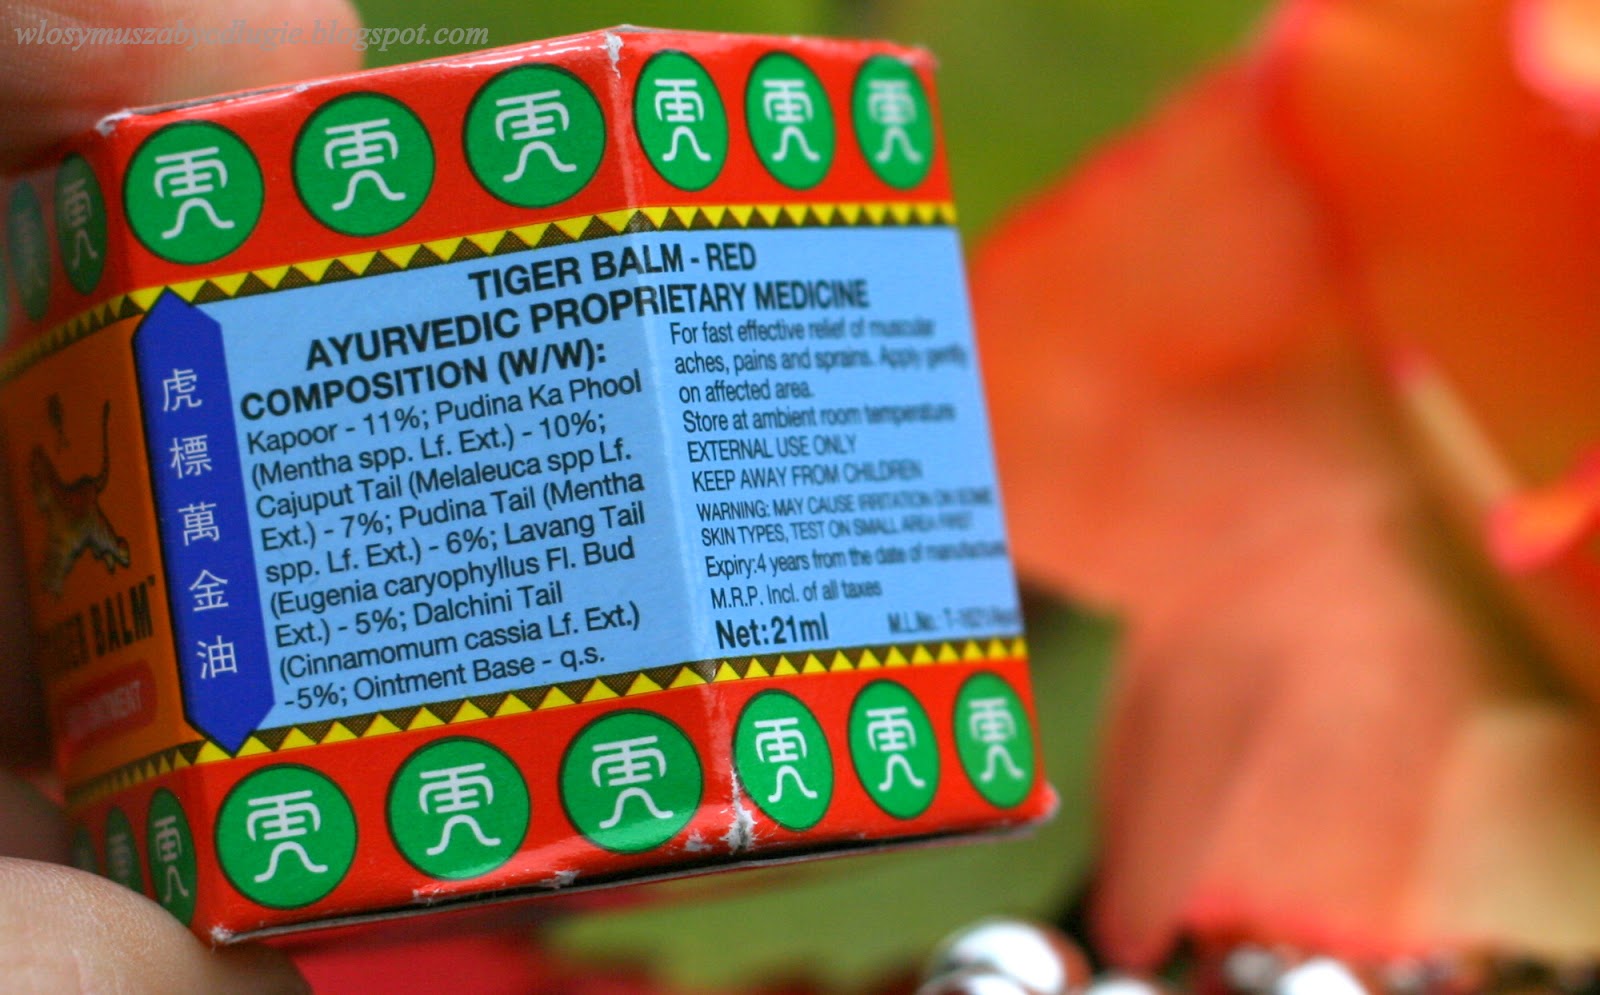 wlosymuszabycdlugie.blogspot.com
TIGER BALM - RED
AYURVEDIC PROPRIETARY MEDICINE
COMPOSITION (W/W):
Kapoor - 11%; Pudina Ka Phool
(Mentha spp. Lf. Ext.) - 10%;
Cajuput Tail (Melaleuca spp Lf.
Ext.) - 7%; Pudina Tail (Mentha
spp. Lf. Ext.) - 6%; Lavang Tail
(Eugenia caryophyllus Fl. Bud
Ext.) - 5%; Dalchini Tail
(Cinnamomum cassia Lf. Ext.)
-5%; Ointment Base - q.s.
For fast effective relief of muscular
aches, pains and sprains. Apply gently
on affected area.
Store at ambient room temperature
EXTERNAL USE ONLY
KEEP AWAY FROM CHILDREN
WARNING: MAY CAUSE IRRITATION ON SOME
SKIN TYPES, TEST ON SMALL AREA FIRST
Expiry:4 years from the date of manufacture
M.R.P. Incl. of all taxes
Net:21ml
M.L.No.:
虎標萬金油
TIGER BALM™
OINTMENT